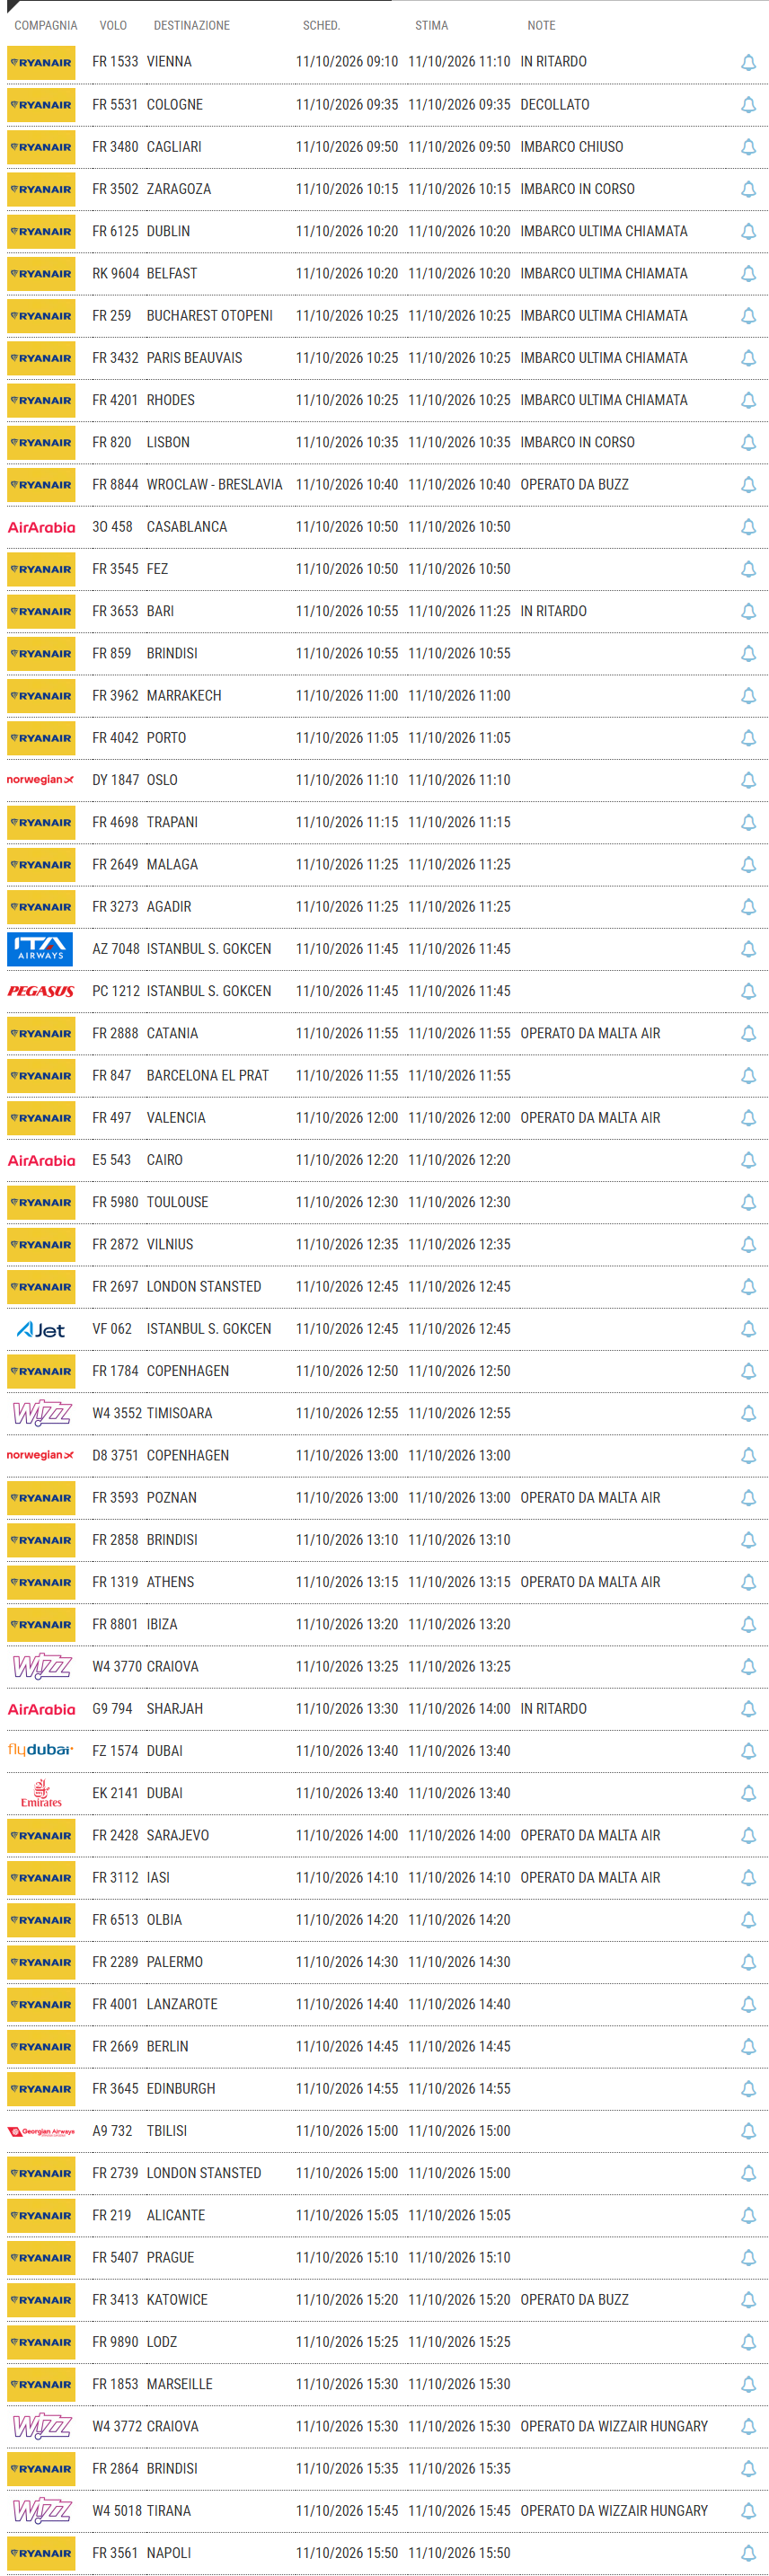 COMPAGNIA VOLO DESTINAZIONE SCHED. STIMA NOTE
RYANAIR FR 1533 VIENNA 11/10/2026 09:10 11/10/2026 11:10 IN RITARDO
RYANAIR FR 5531 COLOGNE 11/10/2026 09:35 11/10/2026 09:35 DECOLLATO
RYANAIR FR 3480 CAGLIARI 11/10/2026 09:50 11/10/2026 09:50 IMBARCO CHIUSO
RYANAIR FR 3502 ZARAGOZA 11/10/2026 10:15 11/10/2026 10:15 IMBARCO IN CORSO
RYANAIR FR 6125 DUBLIN 11/10/2026 10:20 11/10/2026 10:20 IMBARCO ULTIMA CHIAMATA
RYANAIR RK 9604 BELFAST 11/10/2026 10:20 11/10/2026 10:20 IMBARCO ULTIMA CHIAMATA
RYANAIR FR 259 BUCHAREST OTOPENI 11/10/2026 10:25 11/10/2026 10:25 IMBARCO ULTIMA CHIAMATA
RYANAIR FR 3432 PARIS BEAUVAIS 11/10/2026 10:25 11/10/2026 10:25 IMBARCO ULTIMA CHIAMATA
RYANAIR FR 4201 RHODES 11/10/2026 10:25 11/10/2026 10:25 IMBARCO ULTIMA CHIAMATA
RYANAIR FR 820 LISBON 11/10/2026 10:35 11/10/2026 10:35 IMBARCO IN CORSO
RYANAIR FR 8844 WROCLAW - BRESLAVIA 11/10/2026 10:40 11/10/2026 10:40 OPERATO DA BUZZ
AirArabia 3O 458 CASABLANCA 11/10/2026 10:50 11/10/2026 10:50
RYANAIR FR 3545 FEZ 11/10/2026 10:50 11/10/2026 10:50
RYANAIR FR 3653 BARI 11/10/2026 10:55 11/10/2026 11:25 IN RITARDO
RYANAIR FR 859 BRINDISI 11/10/2026 10:55 11/10/2026 10:55
RYANAIR FR 3962 MARRAKECH 11/10/2026 11:00 11/10/2026 11:00
RYANAIR FR 4042 PORTO 11/10/2026 11:05 11/10/2026 11:05
norwegian DY 1847 OSLO 11/10/2026 11:10 11/10/2026 11:10
RYANAIR FR 4698 TRAPANI 11/10/2026 11:15 11/10/2026 11:15
RYANAIR FR 2649 MALAGA 11/10/2026 11:25 11/10/2026 11:25
RYANAIR FR 3273 AGADIR 11/10/2026 11:25 11/10/2026 11:25
ITA AIRWAYS AZ 7048 ISTANBUL S. GOKCEN 11/10/2026 11:45 11/10/2026 11:45
PEGASUS PC 1212 ISTANBUL S. GOKCEN 11/10/2026 11:45 11/10/2026 11:45
RYANAIR FR 2888 CATANIA 11/10/2026 11:55 11/10/2026 11:55 OPERATO DA MALTA AIR
RYANAIR FR 847 BARCELONA EL PRAT 11/10/2026 11:55 11/10/2026 11:55
RYANAIR FR 497 VALENCIA 11/10/2026 12:00 11/10/2026 12:00 OPERATO DA MALTA AIR
AirArabia E5 543 CAIRO 11/10/2026 12:20 11/10/2026 12:20
RYANAIR FR 5980 TOULOUSE 11/10/2026 12:30 11/10/2026 12:30
RYANAIR FR 2872 VILNIUS 11/10/2026 12:35 11/10/2026 12:35
RYANAIR FR 2697 LONDON STANSTED 11/10/2026 12:45 11/10/2026 12:45
AJet VF 062 ISTANBUL S. GOKCEN 11/10/2026 12:45 11/10/2026 12:45
RYANAIR FR 1784 COPENHAGEN 11/10/2026 12:50 11/10/2026 12:50
WIZZ W4 3552 TIMISOARA 11/10/2026 12:55 11/10/2026 12:55
norwegian D8 3751 COPENHAGEN 11/10/2026 13:00 11/10/2026 13:00
RYANAIR FR 3593 POZNAN 11/10/2026 13:00 11/10/2026 13:00 OPERATO DA MALTA AIR
RYANAIR FR 2858 BRINDISI 11/10/2026 13:10 11/10/2026 13:10
RYANAIR FR 1319 ATHENS 11/10/2026 13:15 11/10/2026 13:15 OPERATO DA MALTA AIR
RYANAIR FR 8801 IBIZA 11/10/2026 13:20 11/10/2026 13:20
WIZZ W4 3770 CRAIOVA 11/10/2026 13:25 11/10/2026 13:25
AirArabia G9 794 SHARJAH 11/10/2026 13:30 11/10/2026 14:00 IN RITARDO
flydubai FZ 1574 DUBAI 11/10/2026 13:40 11/10/2026 13:40
Emirates EK 2141 DUBAI 11/10/2026 13:40 11/10/2026 13:40
RYANAIR FR 2428 SARAJEVO 11/10/2026 14:00 11/10/2026 14:00 OPERATO DA MALTA AIR
RYANAIR FR 3112 IASI 11/10/2026 14:10 11/10/2026 14:10 OPERATO DA MALTA AIR
RYANAIR FR 6513 OLBIA 11/10/2026 14:20 11/10/2026 14:20
RYANAIR FR 2289 PALERMO 11/10/2026 14:30 11/10/2026 14:30
RYANAIR FR 4001 LANZAROTE 11/10/2026 14:40 11/10/2026 14:40
RYANAIR FR 2669 BERLIN 11/10/2026 14:45 11/10/2026 14:45
RYANAIR FR 3645 EDINBURGH 11/10/2026 14:55 11/10/2026 14:55
Georgian Airways A9 732 TBILISI 11/10/2026 15:00 11/10/2026 15:00
RYANAIR FR 2739 LONDON STANSTED 11/10/2026 15:00 11/10/2026 15:00
RYANAIR FR 219 ALICANTE 11/10/2026 15:05 11/10/2026 15:05
RYANAIR FR 5407 PRAGUE 11/10/2026 15:10 11/10/2026 15:10
RYANAIR FR 3413 KATOWICE 11/10/2026 15:20 11/10/2026 15:20 OPERATO DA BUZZ
RYANAIR FR 9890 LODZ 11/10/2026 15:25 11/10/2026 15:25
RYANAIR FR 1853 MARSEILLE 11/10/2026 15:30 11/10/2026 15:30
WIZZ W4 3772 CRAIOVA 11/10/2026 15:30 11/10/2026 15:30 OPERATO DA WIZZAIR HUNGARY
RYANAIR FR 2864 BRINDISI 11/10/2026 15:35 11/10/2026 15:35
WIZZ W4 5018 TIRANA 11/10/2026 15:45 11/10/2026 15:45 OPERATO DA WIZZAIR HUNGARY
RYANAIR FR 3561 NAPOLI 11/10/2026 15:50 11/10/2026 15:50